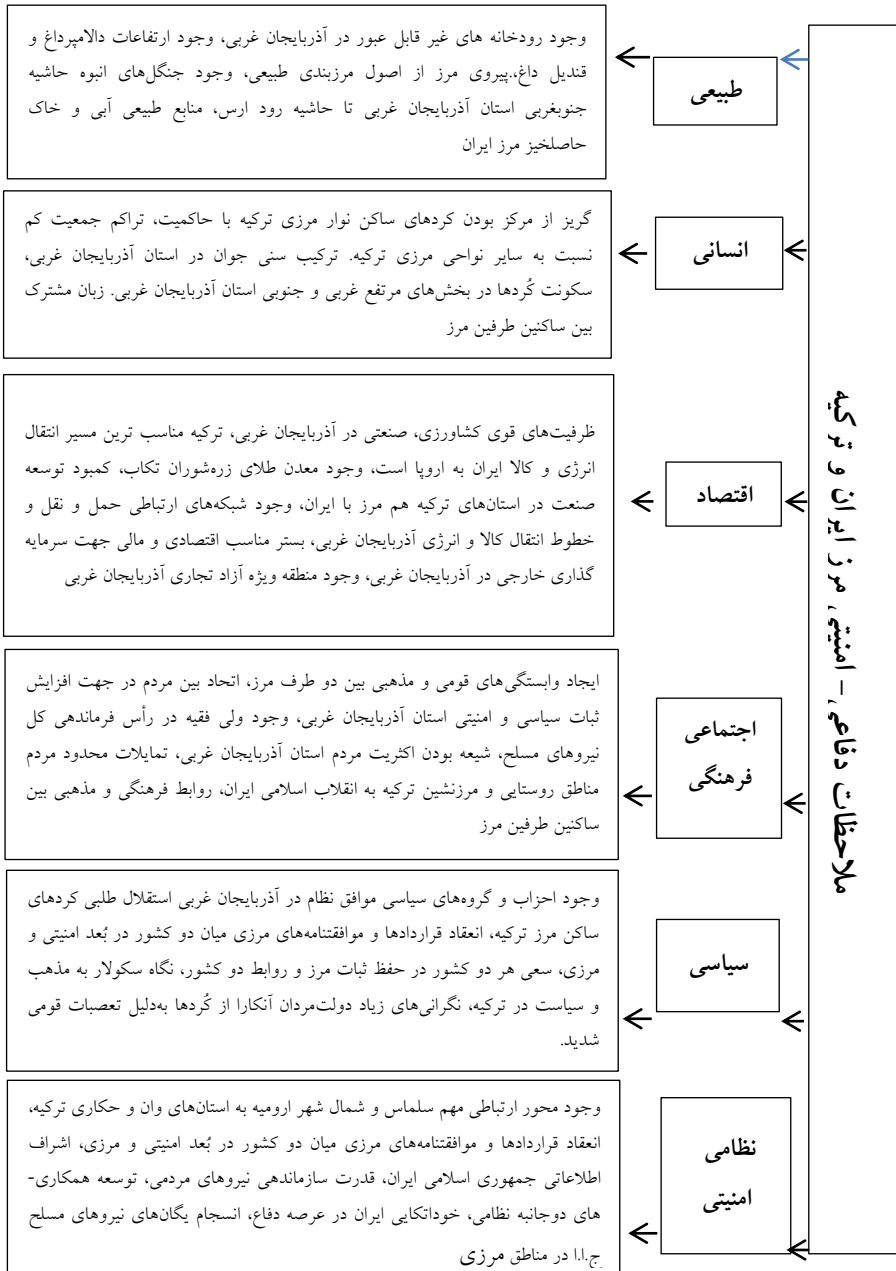 ملاحظات دفاعی – امنیتی مرز ایران و ترکیه
طبیعی
وجود رودخانه های غیر قابل عبور در آذربایجان غربی، وجود ارتفاعات دالامپرداغ و
قندیل داغ،.پیروی مرز از اصول مرزبندی طبیعی، وجود جنگل‌های انبوه حاشیه
جنوبغربی استان آذربایجان غربی تا حاشیه رود ارس، منابع طبیعی آبی و خاک
حاصلخیز مرز ایران
انسانی
گریز از مرکز بودن کردهای ساکن نوار مرزی ترکیه با حاکمیت، تراکم جمعیت کم
نسبت به سایر نواحی مرزی ترکیه. ترکیب سنی جوان در استان آذربایجان غربی،
سکونت کُردها در بخش‌های مرتفع غربی و جنوبی استان آذربایجان غربی. زبان مشترک
بین ساکنین طرفین مرز
اقتصاد
ظرفیت‌های قوی کشاورزی، صنعتی در آذربایجان غربی، ترکیه مناسب ترین مسیر انتقال
انرژی و کالا ایران به اروپا است، وجود معدن طلای زره‌شوران تکاب، کمبود توسعه
صنعت در استان‌های ترکیه هم مرز با ایران، وجود شبکه‌های ارتباطی حمل و نقل و
خطوط انتقال کالا و انرژی آذربایجان غربی، بستر مناسب اقتصادی و مالی جهت سرمایه
گذاری خارجی در آذربایجان غربی، وجود منطقه ویژه آزاد تجاری آذربایجان غربی
اجتماعی
فرهنگی
ایجاد وابستگی‌های قومی و مذهبی بین دو طرف مرز، اتحاد بین مردم در جهت افزایش
ثبات سیاسی و امنیتی استان آذربایجان غربی، وجود ولی فقیه در رأس فرماندهی کل
نیروهای مسلح، شیعه بودن اکثریت مردم استان آذربایجان غربی، تمایلات محدود مردم
مناطق روستایی و مرزنشین ترکیه به انقلاب اسلامی ایران، روابط فرهنگی و مذهبی بین
ساکنین طرفین مرز
سیاسی
وجود احزاب و گروه‌های سیاسی موافق نظام در آذربایجان غربی استقلال طلبی کردهای
ساکن مرز ترکیه، انعقاد قراردادها و موافقتنامه‌های مرزی میان دو کشور در بُعد امنیتی و
مرزی، سعی هر دو کشور در حفظ ثبات مرز و روابط دو کشور، نگاه سکولار به مذهب
و سیاست در ترکیه، نگرانی‌های زیاد دولت‌مردان آنکارا از کُردها به‌دلیل تعصبات قومی
شدید.
نظامی
امنیتی
وجود محور ارتباطی مهم سلماس و شمال شهر ارومیه به استان‌های وان و حکاری ترکیه،
انعقاد قراردادها و موافقتنامه‌های مرزی میان دو کشور در بُعد امنیتی و مرزی، اشراف
اطلاعاتی جمهوری اسلامی ایران، قدرت سازماندهی نیروهای مردمی، توسعه همکاری-
های دوجانبه نظامی، خوداتکایی ایران در عرصه دفاع، انسجام یگان‌های نیروهای مسلح
ج.ا.ا در مناطق مرزی